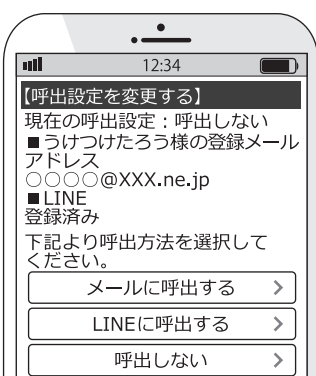 12:34
【呼出設定を変更する】
現在の呼出設定：呼出しない
■うけつけたろう様の登録メール
アドレス
○○○○@XXX.ne.jp
■LINE
登録済み
下記より呼出方法を選択して
ください。
メールに呼出する
LINEに呼出する
呼出しない